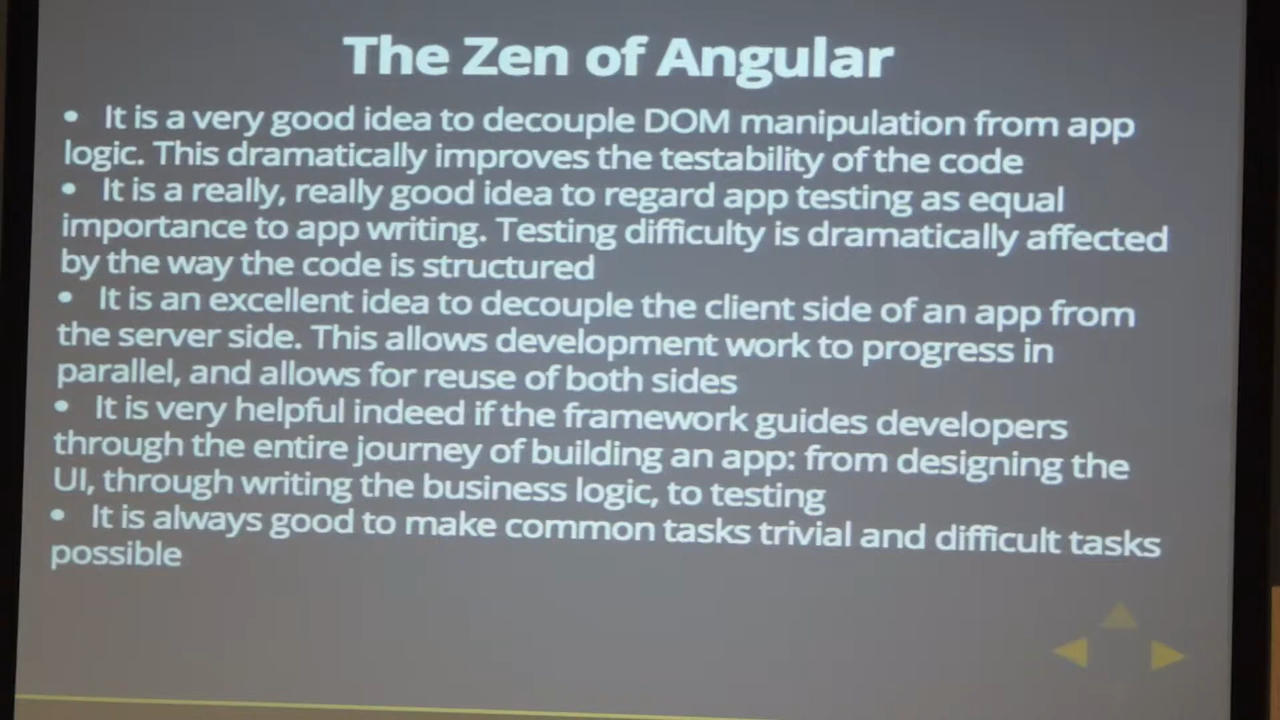 The Zen of Angular
• It is a very good idea to decouple DOM manipulation from app
logic. This dramatically improves the testability of the code
• It is a really, really good idea to regard app testing as equal
importance to app writing. Testing difficulty is dramatically affected
by the way the code is structured
• It is an excellent idea to decouple the client side of an app from
the server side. This allows development work to progress in
parallel, and allows for reuse of both sides
• It is very helpful indeed if the framework guides developers
through the entire journey of building an app: from designing the
UI, through writing the business logic, to testing
• It is always good to make common tasks trivial and difficult tasks
possible